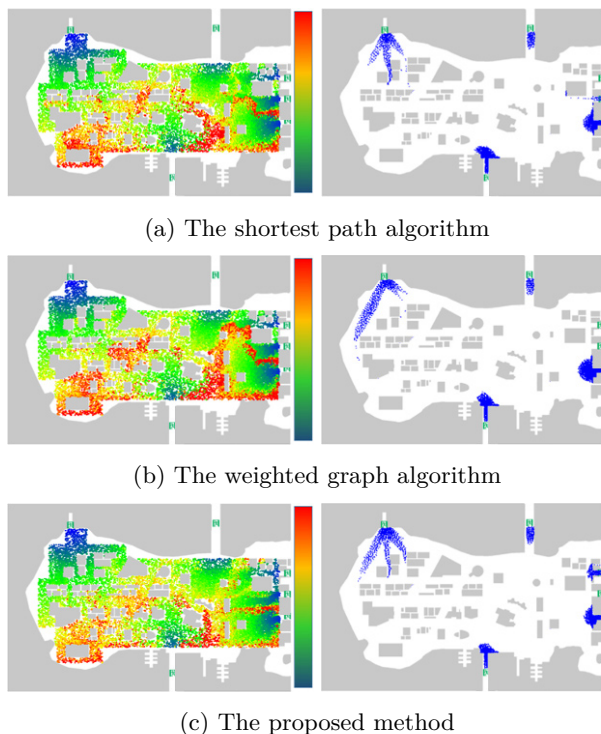 (a) The shortest path algorithm
(b) The weighted graph algorithm
(c) The proposed method